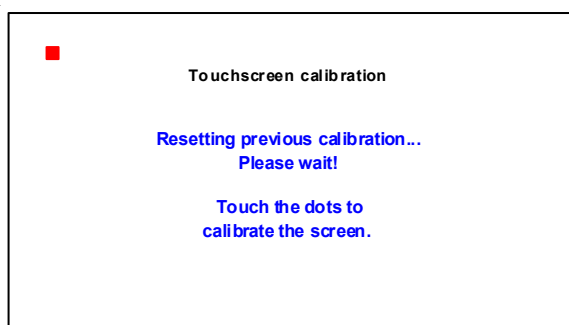 Touchscreen calibration
Resetting previous calibration...
Please wait!
Touch the dots to
calibrate the screen.